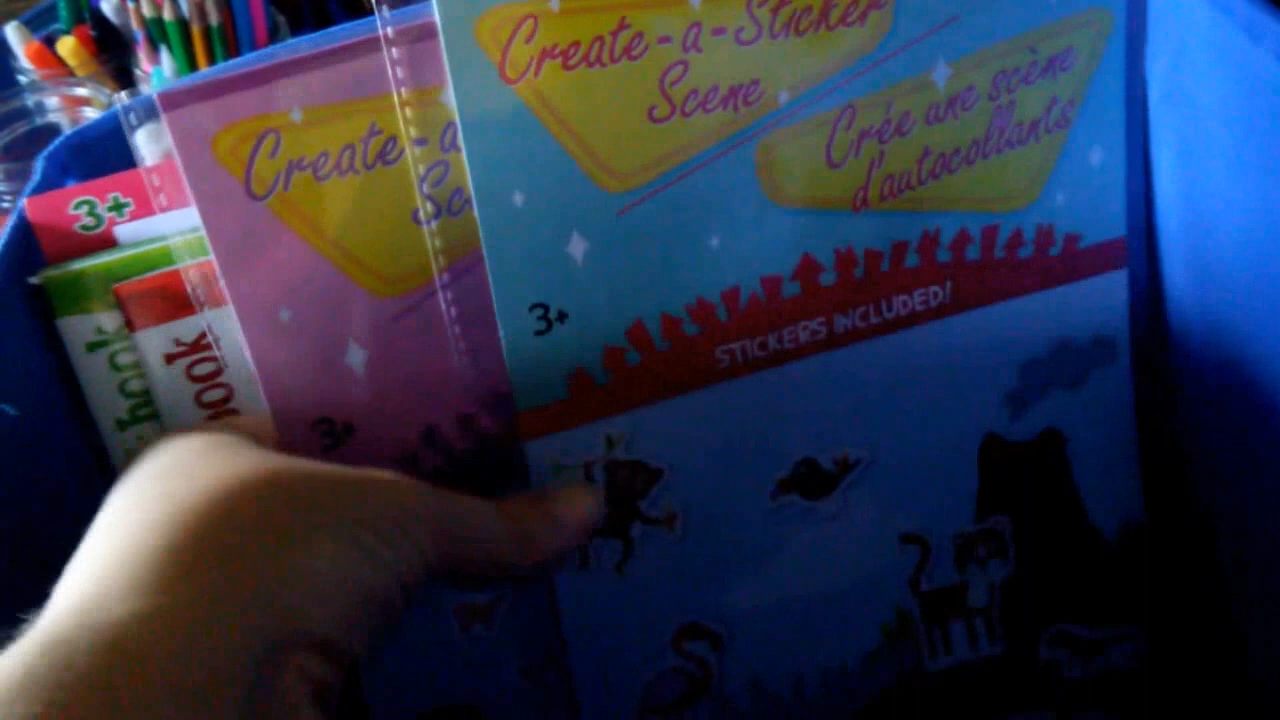 Create-a-Sticker
Scene
Crée une scène
d'autocollants
3+
STICKERS INCLUDED!
Create-a
Sc
3+
3+
book
book